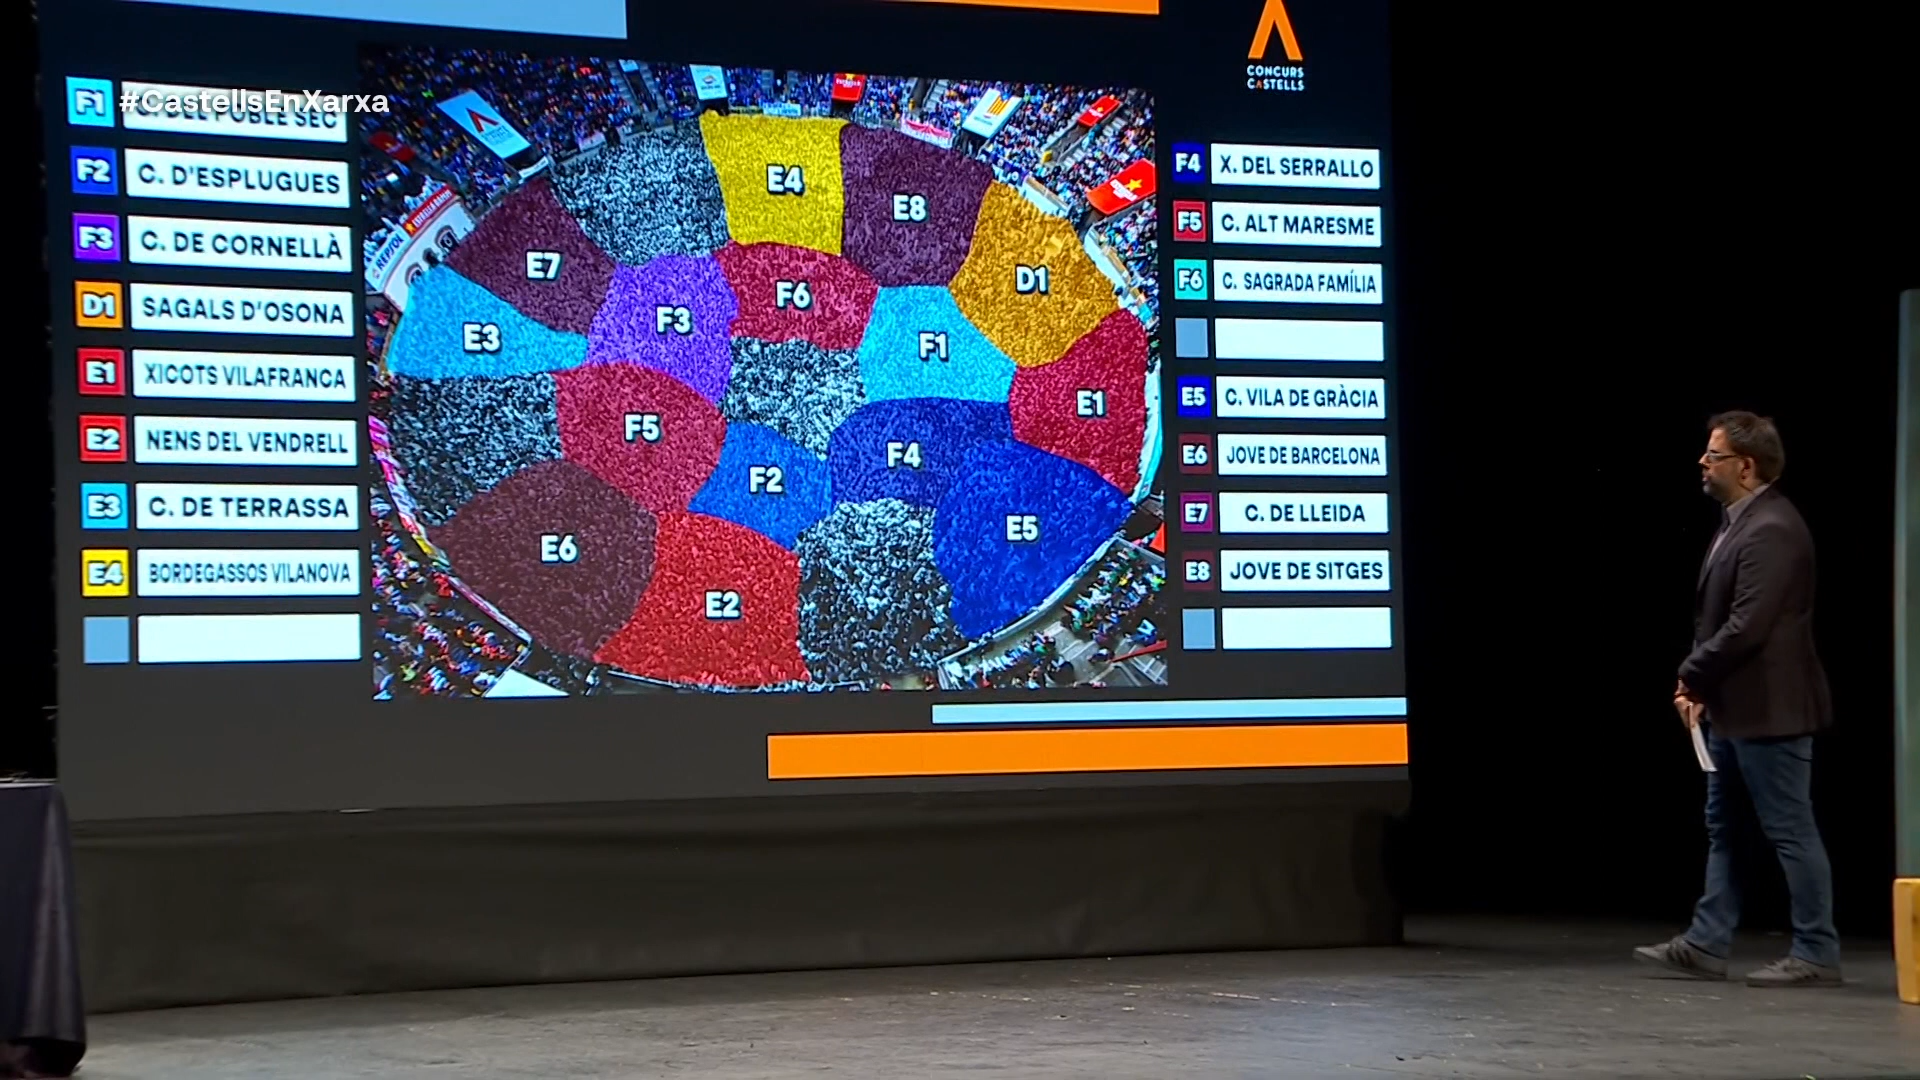 #CastellsEnXarxa
F1 C. DEL POBLE SEC
F2 C. D'ESPLUGUES
F3 C. DE CORNELLÀ
D1 SAGALS D'OSONA
E1 XICOTS VILAFRANCA
E2 NENS DEL VENDRELL
E3 C. DE TERRASSA
E4 BORDEGASSOS VILANOVA
E4
E8
E7
D1
F6
F3
E3
F1
E1
F5
F4
F2
E5
E6
E2
CONCURS
CASTELLS
F4 X. DEL SERRALLO
F5 C. ALT MARESME
F6 C. SAGRADA FAMÍLIA
E5 C. VILA DE GRÀCIA
E6 JOVE DE BARCELONA
E7 C. DE LLEIDA
E8 JOVE DE SITGES